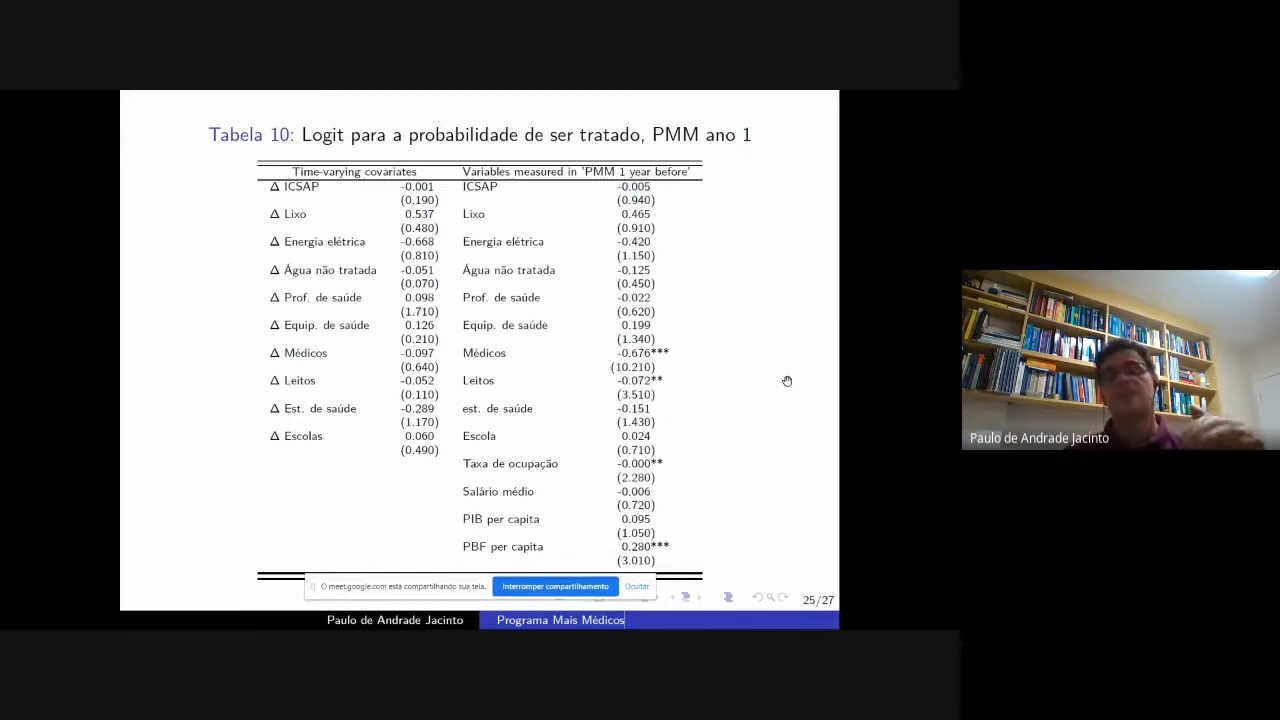 Tabela 10: Logit para a probabilidade de ser tratado, PMM ano 1
Time-varying covariates Variables measured in 'PMM 1 year before'
Δ ICSAP -0.001 ICSAP -0.005
(0.190) (0.940)
Δ Lixo 0.537 Lixo 0.465
(0.480) (0.910)
Δ Energia elétrica -0.668 Energia elétrica -0.420
(0.810) (1.150)
Δ Água não tratada -0.051 Água não tratada -0.125
(0.070) (0.450)
Δ Prof. de saúde 0.098 Prof. de saúde -0.022
(1.710) (0.620)
Δ Equip. de saúde 0.126 Equip. de saúde 0.199
(0.210) (1.340)
Δ Médicos -0.097 Médicos -0.676***
(0.640) (10.210)
Δ Leitos -0.052 Leitos -0.072**
(0.110) (3.510)
Δ Est. de saúde -0.289 est. de saúde -0.151
(1.170) (1.430)
Δ Escolas 0.060 Escola 0.024
(0.490) (0.710)
Taxa de ocupação -0.000**
(2.280)
Salário médio -0.006
(0.720)
PIB per capita 0.095
(1.050)
PBF per capita 0.280***
(3.010)
O meet.google.com está compartilhando sua tela. Interromper compartilhamento Ocultar
25/27
Paulo de Andrade Jacinto Programa Mais Médicos
Paulo de Andrade Jacinto